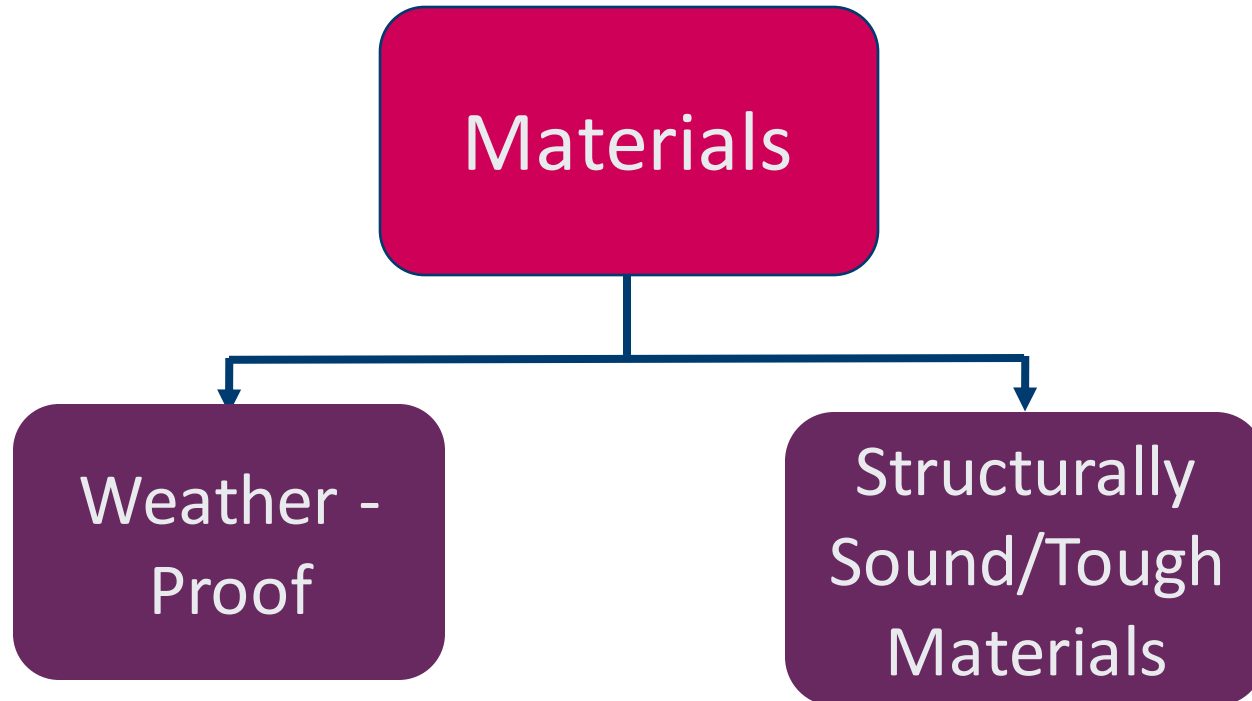 Materials
Weather -
Proof
Structurally
Sound/Tough
Materials